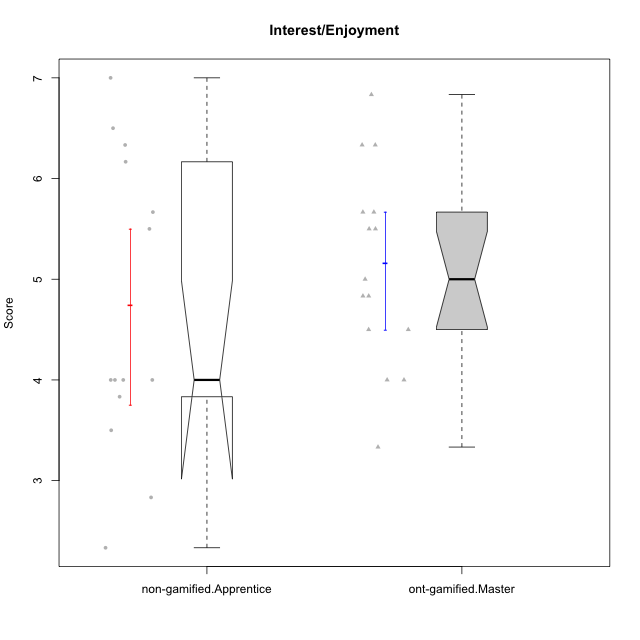 Interest/Enjoyment
Score
7
6
5
4
3
non-gamified.Apprentice
ont-gamified.Master